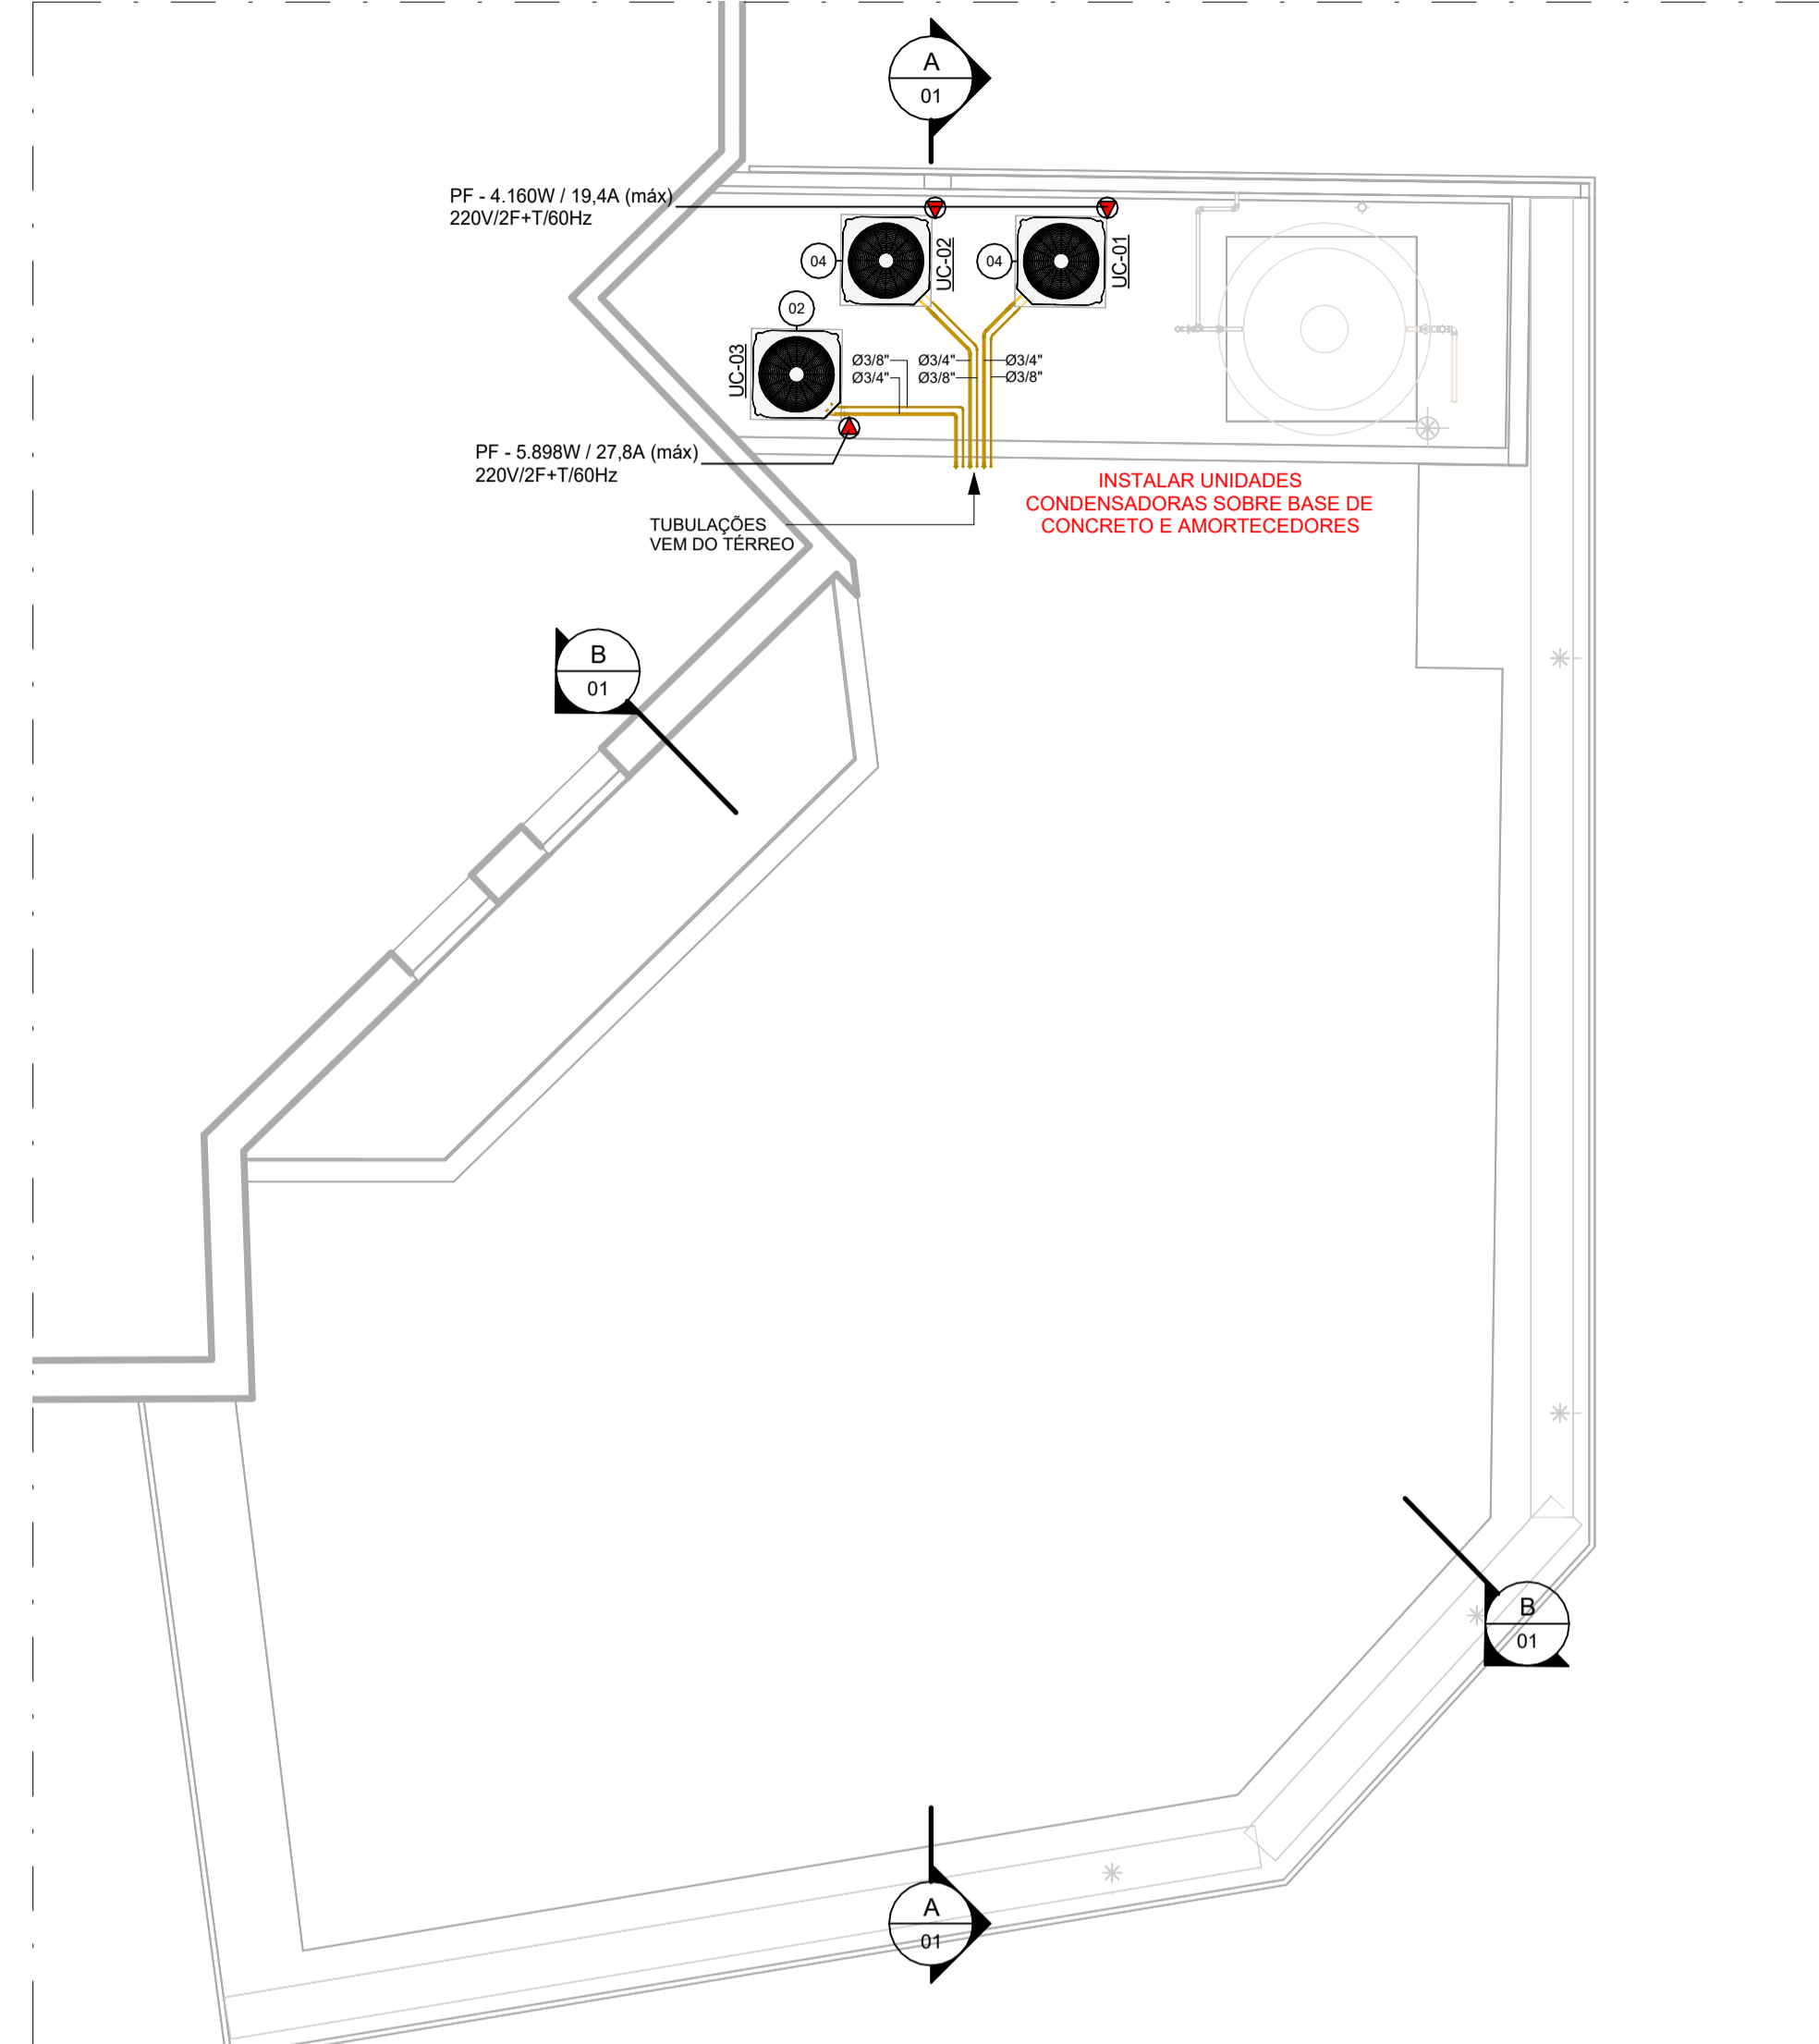 A
01
PF - 4.160W / 19,4A (máx)
220V/2F+T/60Hz
04
UC-02
04
UC-01
02
UC-03
Ø3/8"
Ø3/4"
Ø3/4"
Ø3/8"
Ø3/4"
Ø3/8"
PF - 5.898W / 27,8A (máx)
220V/2F+T/60Hz
INSTALAR UNIDADES
CONDENSADORAS SOBRE BASE DE
CONCRETO E AMORTECEDORES
TUBULAÇÕES
VEM DO TÉRREO
B
01
B
01
A
01